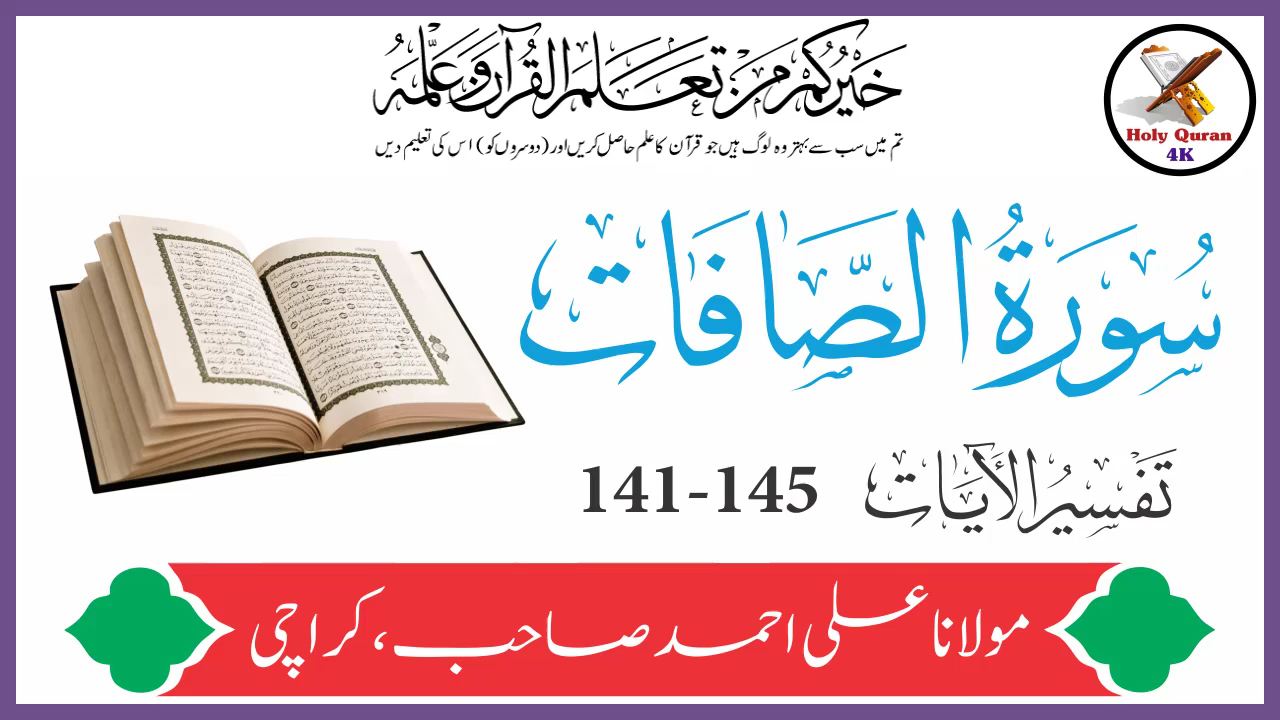 خَيْرُكُمْ مَنْ تَعَلَّمَ الْقُرْآنَ وَعَلَّمَهُ
تم میں سب سے بہتر وہ لوگ ہیں جو قرآن کا علم حاصل کریں اور (دوسروں کو) اس کی تعلیم دیں
Holy Quran
4K
سُورَةُ الصَّافَات
تَفْسِيرُ الْأَيَات 141-145
مولانا علی احمد صاحب، کراچی